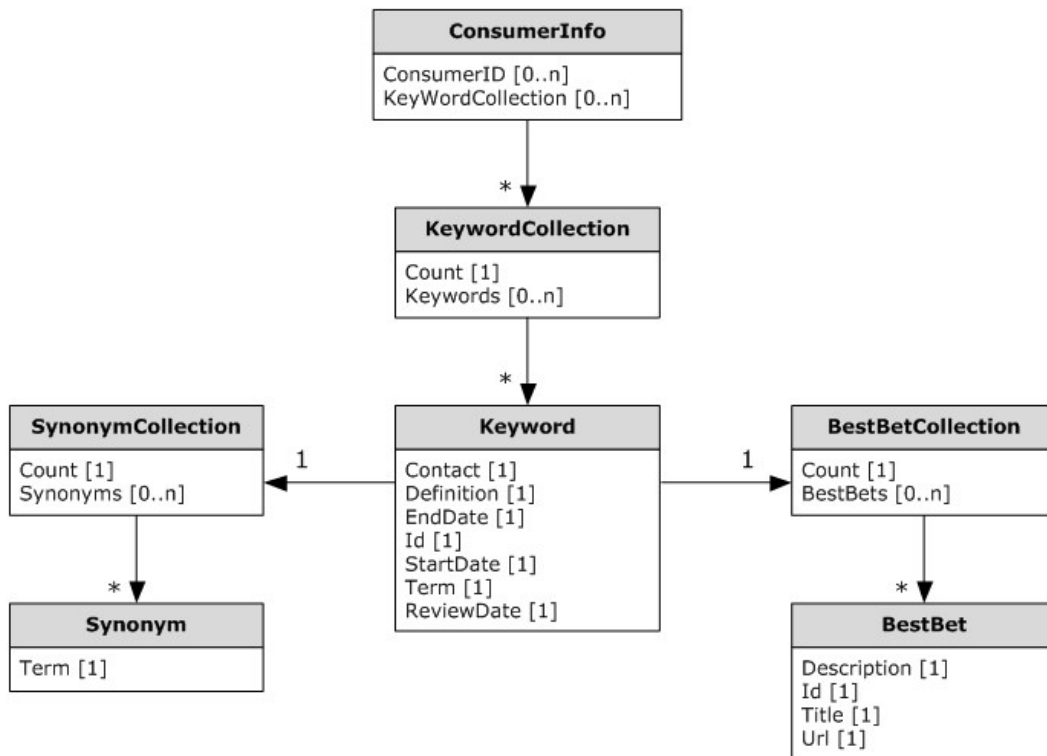 ConsumerInfo
ConsumerID [0..n]
KeyWordCollection [0..n]
*
KeywordCollection
Count [1]
Keywords [0..n]
*
SynonymCollection
Count [1]
Synonyms [0..n]
1
Keyword
Contact [1]
Definition [1]
EndDate [1]
Id [1]
StartDate [1]
Term [1]
ReviewDate [1]
1
BestBetCollection
Count [1]
BestBets [0..n]
*
Synonym
Term [1]
*
BestBet
Description [1]
Id [1]
Title [1]
Url [1]